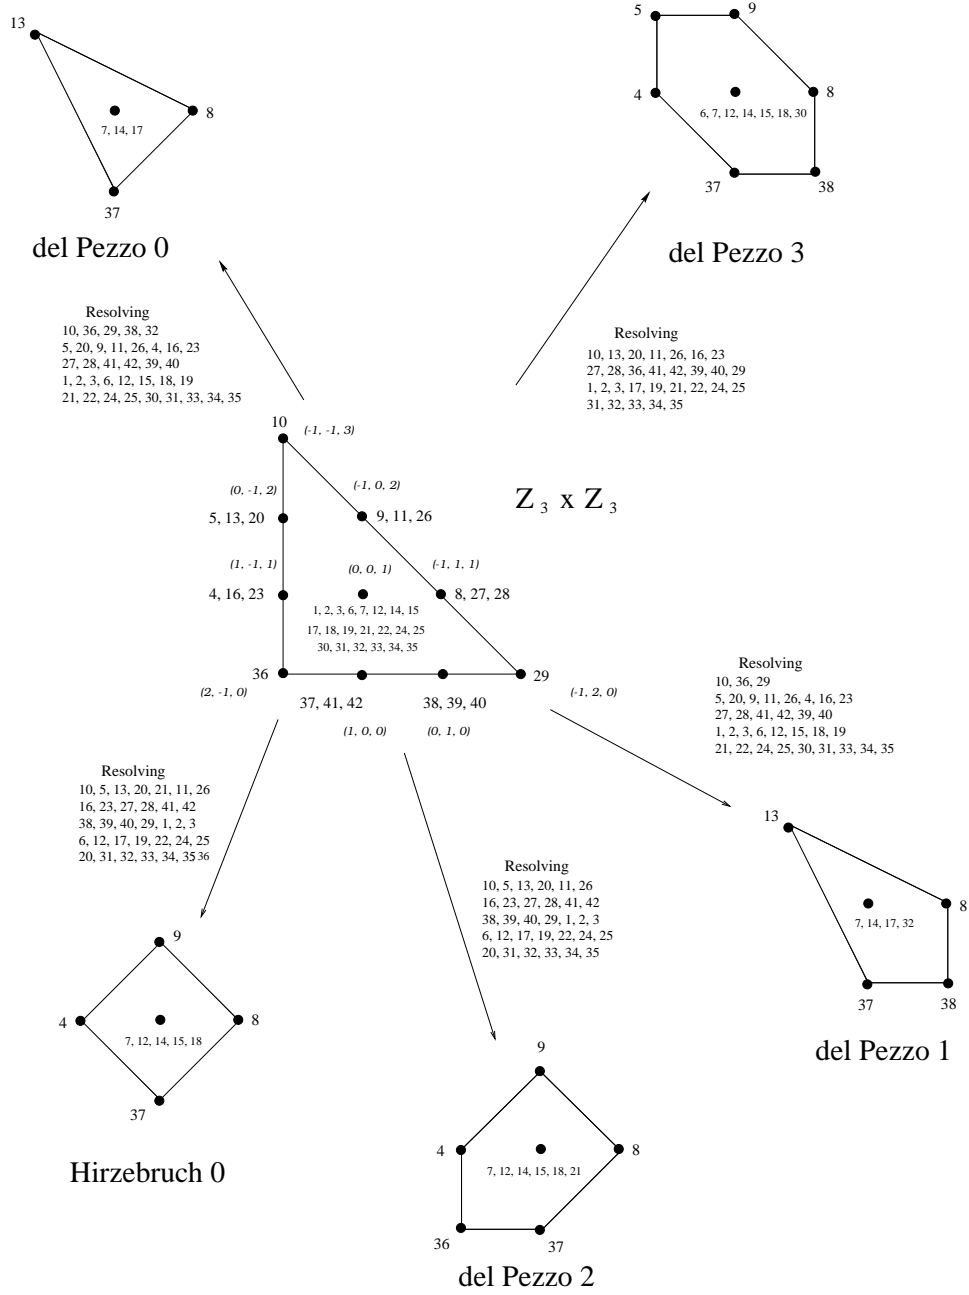 13
8
7, 14, 17
37
del Pezzo 0
5
9
4
8
6, 7, 12, 14, 15, 18, 30
37
38
del Pezzo 3
Resolving
10, 36, 29, 38, 32
5, 20, 9, 11, 26, 4, 16, 23
27, 28, 41, 42, 39, 40
1, 2, 3, 6, 12, 15, 18, 19
21, 22, 24, 25, 30, 31, 33, 34, 35
Resolving
10, 13, 20, 11, 26, 16, 23
27, 28, 36, 41, 42, 39, 40, 29
1, 2, 3, 17, 19, 21, 22, 24, 25
31, 32, 33, 34, 35
10
(-1, -1, 3)
(0, -1, 2)
(-1, 0, 2)
Z 3 x Z 3
5, 13, 20
9, 11, 26
(1, -1, 1)
(0, 0, 1)
(-1, 1, 1)
4, 16, 23
8, 27, 28
1, 2, 3, 6, 7, 12, 14, 15
17, 18, 19, 21, 22, 24, 25
30, 31, 32, 33, 34, 35
36
29
(2, -1, 0)
(-1, 2, 0)
37, 41, 42
38, 39, 40
(1, 0, 0)
(0, 1, 0)
Resolving
10, 36, 29
5, 20, 9, 11, 26, 4, 16, 23
27, 28, 41, 42, 39, 40
1, 2, 3, 6, 12, 15, 18, 19
21, 22, 24, 25, 30, 31, 33, 34, 35
Resolving
10, 5, 13, 20, 21, 11, 26
16, 23, 27, 28, 41, 42
38, 39, 40, 29, 1, 2, 3
6, 12, 17, 19, 22, 24, 25
20, 31, 32, 33, 34, 35 36
Resolving
10, 5, 13, 20, 11, 26
16, 23, 27, 28, 41, 42
38, 39, 40, 29, 1, 2, 3
6, 12, 17, 19, 22, 24, 25
20, 31, 32, 33, 34, 35
13
8
7, 14, 17, 32
37
38
del Pezzo 1
9
4
8
7, 12, 14, 15, 18
37
Hirzebruch 0
9
4
8
7, 12, 14, 15, 18, 21
36
37
del Pezzo 2